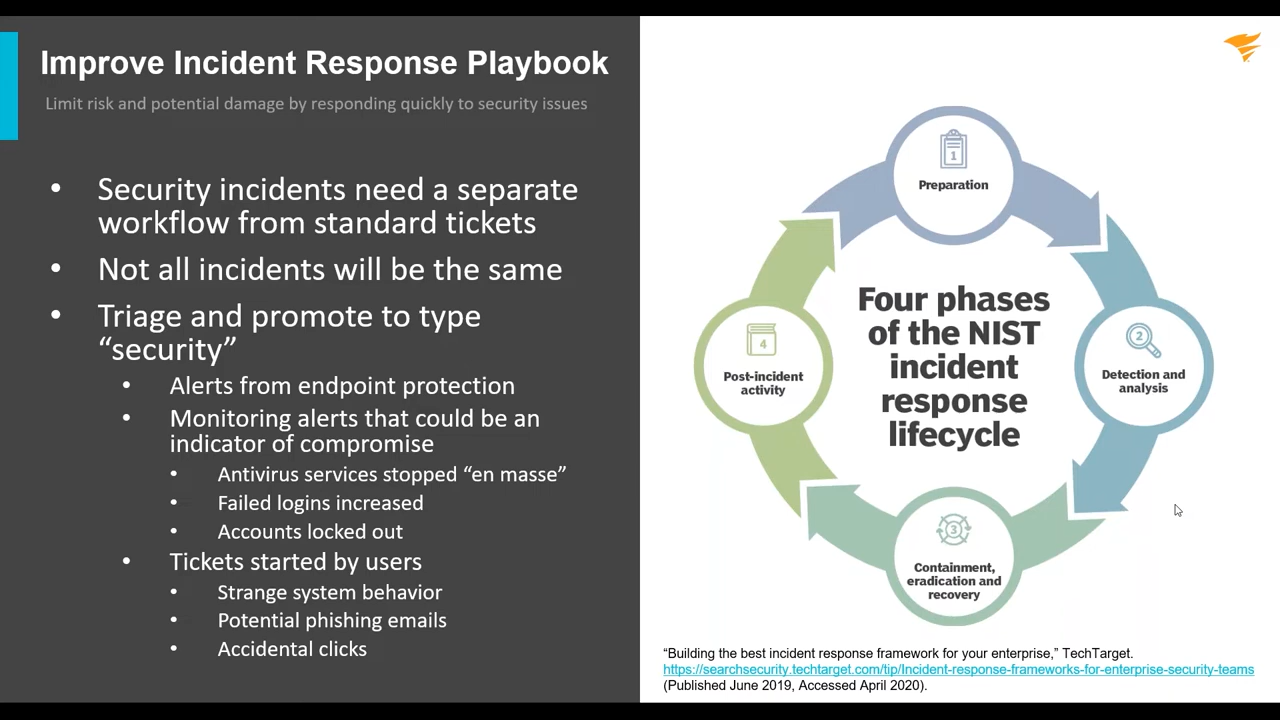 Improve Incident Response Playbook
Limit risk and potential damage by responding quickly to security issues
• Security incidents need a separate
workflow from standard tickets
• Not all incidents will be the same
• Triage and promote to type
“security”
• Alerts from endpoint protection
• Monitoring alerts that could be an
indicator of compromise
• Antivirus services stopped “en masse”
• Failed logins increased
• Accounts locked out
• Tickets started by users
• Strange system behavior
• Potential phishing emails
• Accidental clicks
Four phases
of the NIST
incident
response
lifecycle
1
Preparation
2
Detection and
analysis
3
Containment,
eradication and
recovery
4
Post-incident
activity
“Building the best incident response framework for your enterprise,” TechTarget.
https://searchsecurity.techtarget.com/tip/Incident-response-frameworks-for-enterprise-security-teams
(Published June 2019, Accessed April 2020).